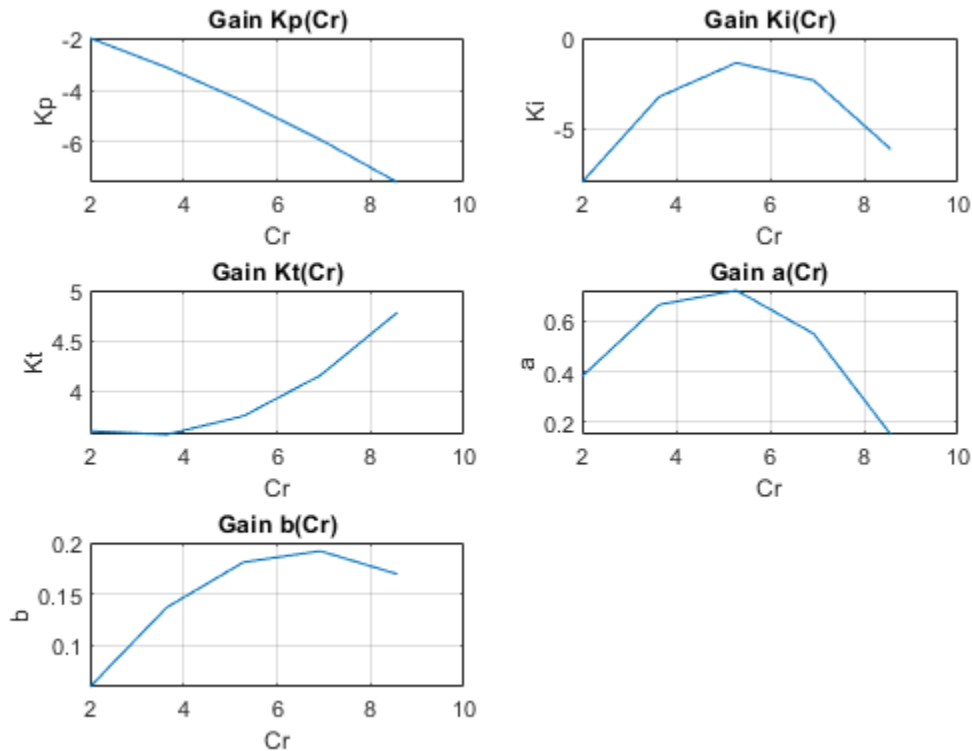 Gain Kp(Cr)
-2
-4
-6
Kp
2 4 6 8 10
Cr
Gain Ki(Cr)
0
-5
Ki
2 4 6 8 10
Cr
Gain Kt(Cr)
5
4.5
4
Kt
2 4 6 8 10
Cr
Gain a(Cr)
0.6
0.4
0.2
a
2 4 6 8 10
Cr
Gain b(Cr)
0.2
0.15
0.1
b
2 4 6 8 10
Cr